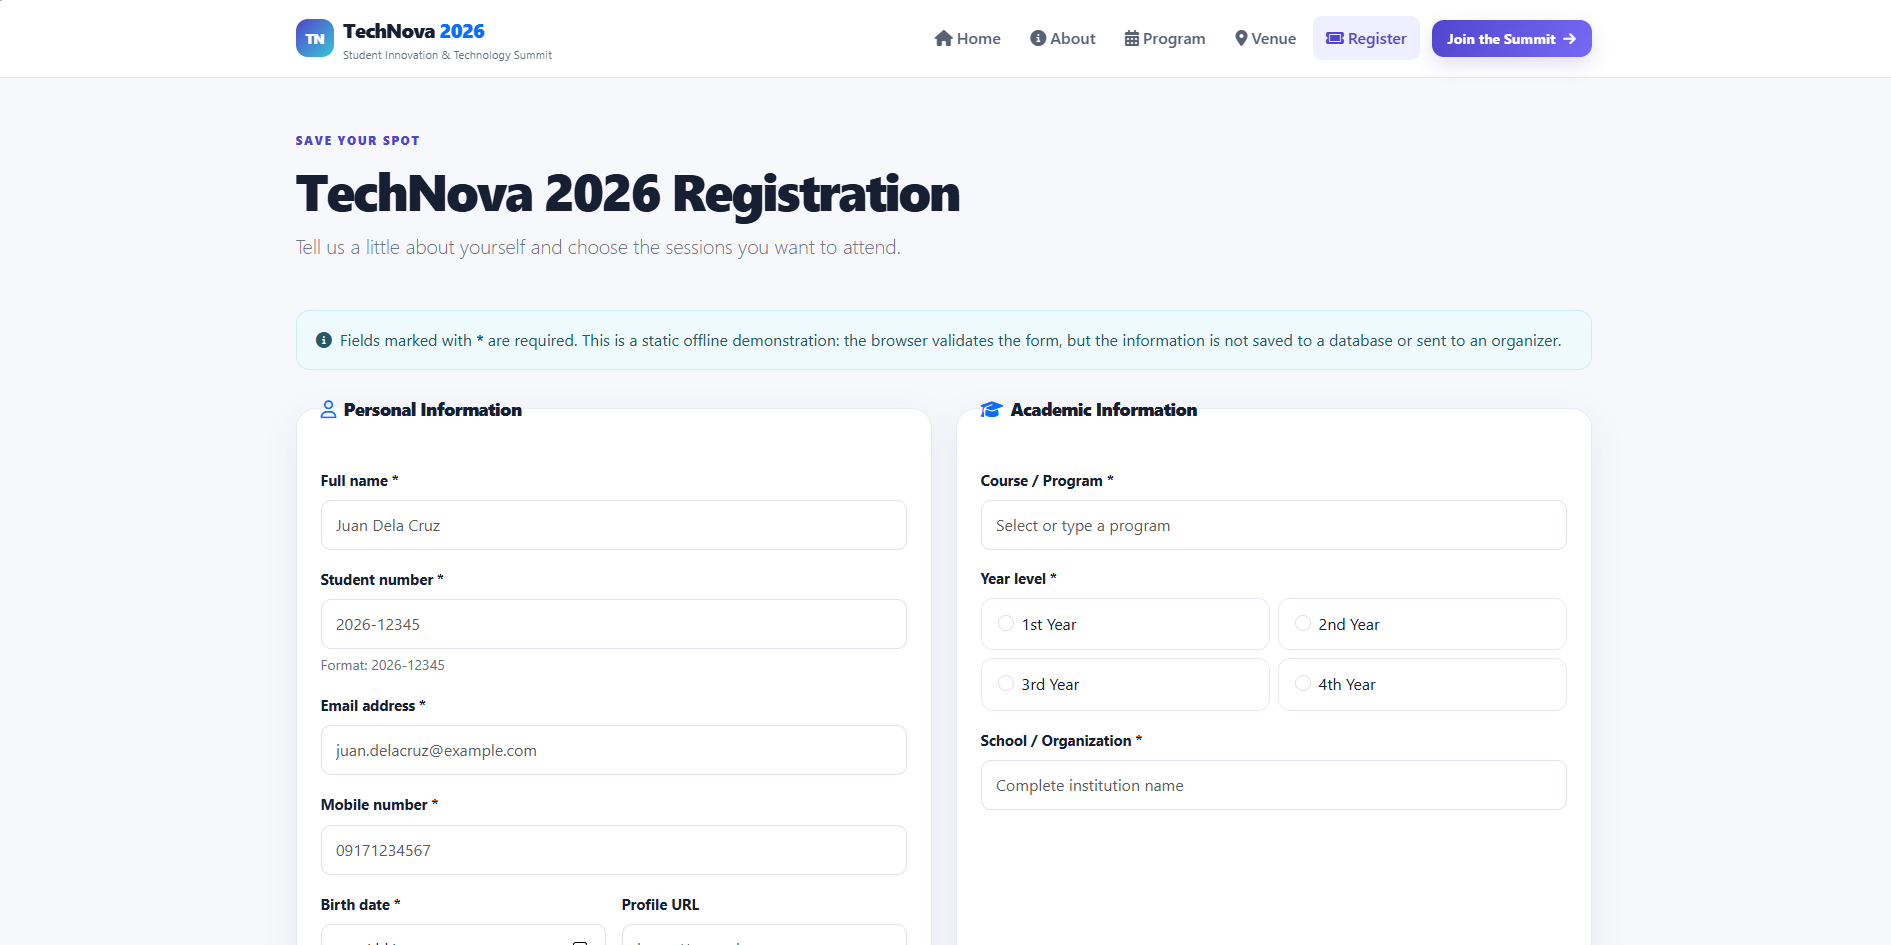 TN
TechNova 2026
Student Innovation & Technology Summit
Home
About
Program
Venue
Register
Join the Summit
SAVE YOUR SPOT
TechNova 2026 Registration
Tell us a little about yourself and choose the sessions you want to attend.
Fields marked with * are required. This is a static offline demonstration: the browser validates the form, but the information is not saved to a database or sent to an organizer.
Personal Information
Full name *
Juan Dela Cruz
Student number *
2026-12345
Format: 2026-12345
Email address *
juan.delacruz@example.com
Mobile number *
09171234567
Birth date *
Profile URL
Academic Information
Course / Program *
Select or type a program
Year level *
1st Year
2nd Year
3rd Year
4th Year
School / Organization *
Complete institution name